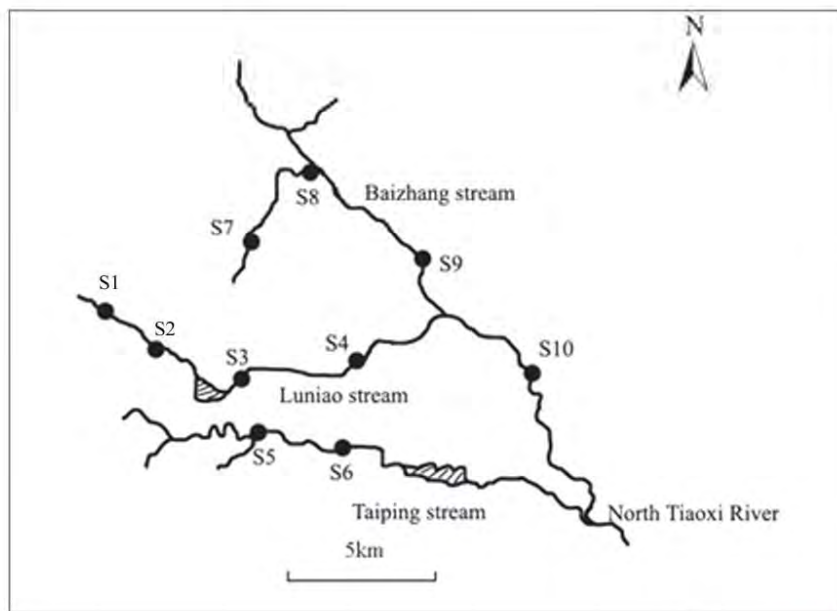 N
S8
Baizhang stream
S7
S9
S1
S2
S4
S3
S10
Luniao stream
S5
S6
Taiping stream
North Tiaoxi River
5km